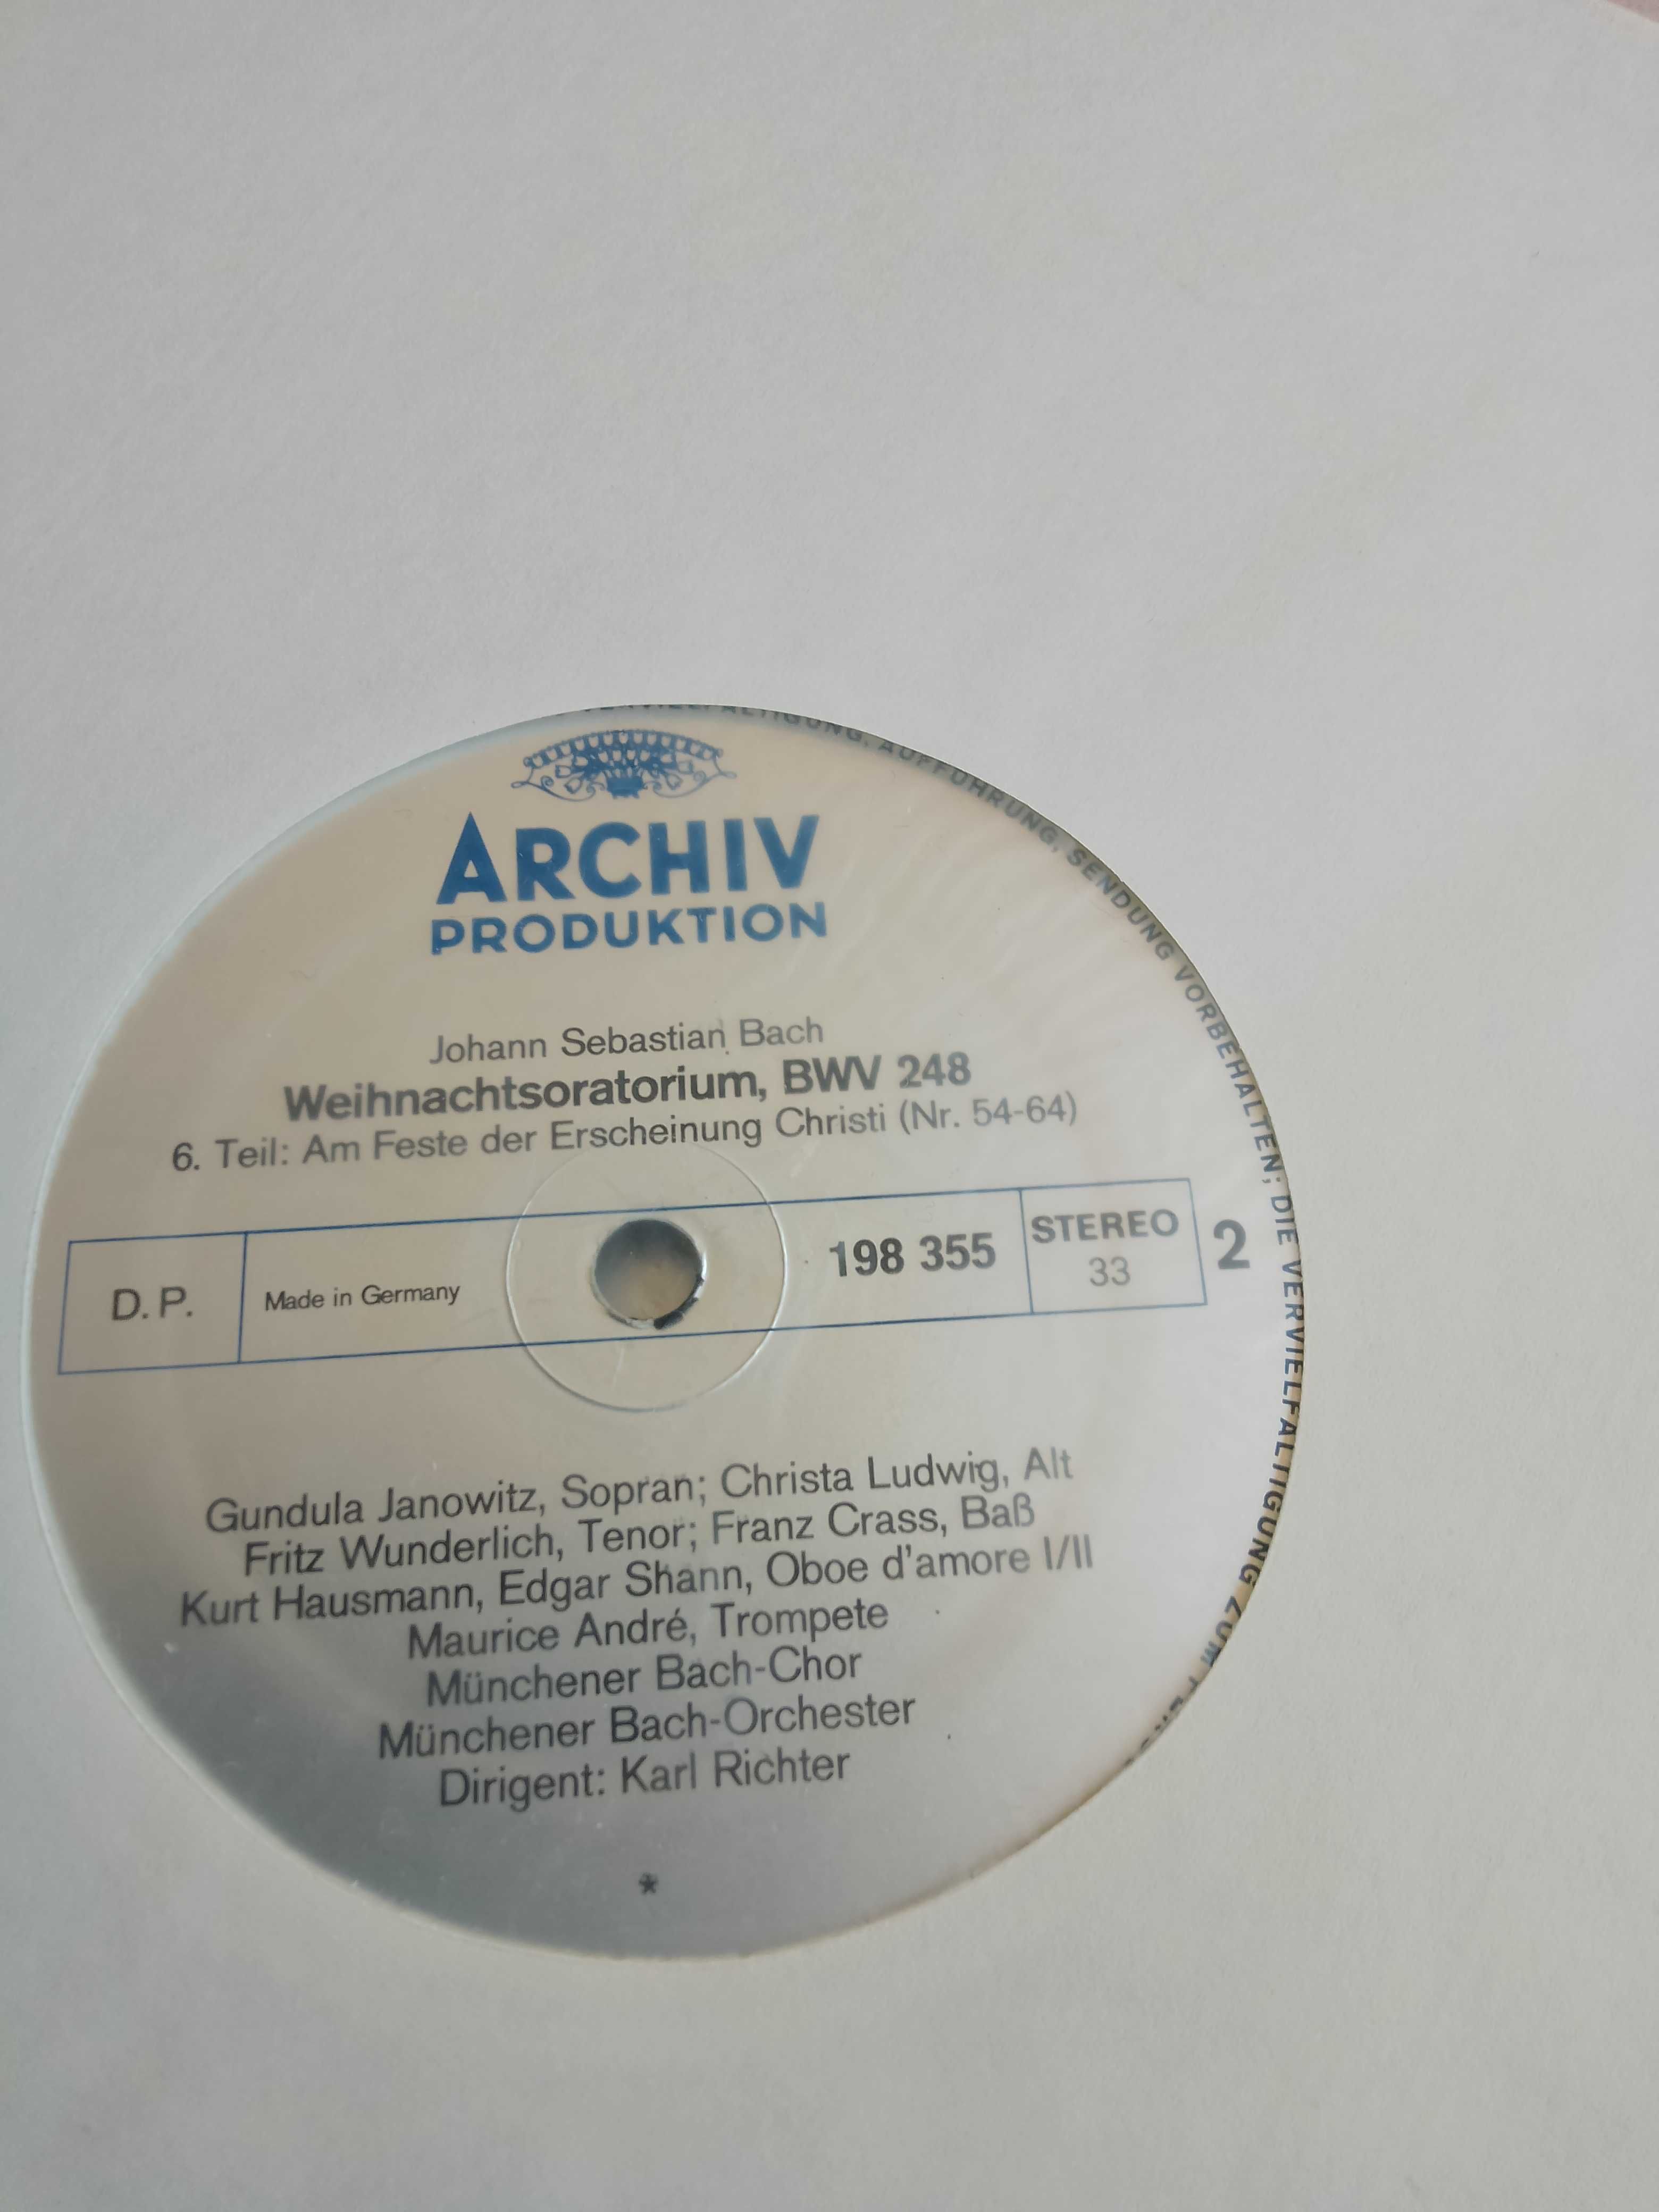 VERVIELFÄLTIGUNG, AUFFÜHRUNG, SENDUNG VORBEHALTEN; DIE VERVIELFÄLTIGUNG ZUM
ARCHIV
PRODUKTION
Johann Sebastian Bach
Weihnachtsoratorium, BWV 248
6. Teil: Am Feste der Erscheinung Christi (Nr. 54-64)
D. P.
Made in Germany
198 355
STEREO
33
2
Gundula Janowitz, Sopran; Christa Ludwig, Alt
Fritz Wunderlich, Tenor; Franz Crass, Baß
Kurt Hausmann, Edgar Shann, Oboe d'amore I/II
Maurice André, Trompete
Münchener Bach-Chor
Münchener Bach-Orchester
Dirigent: Karl Richter
*